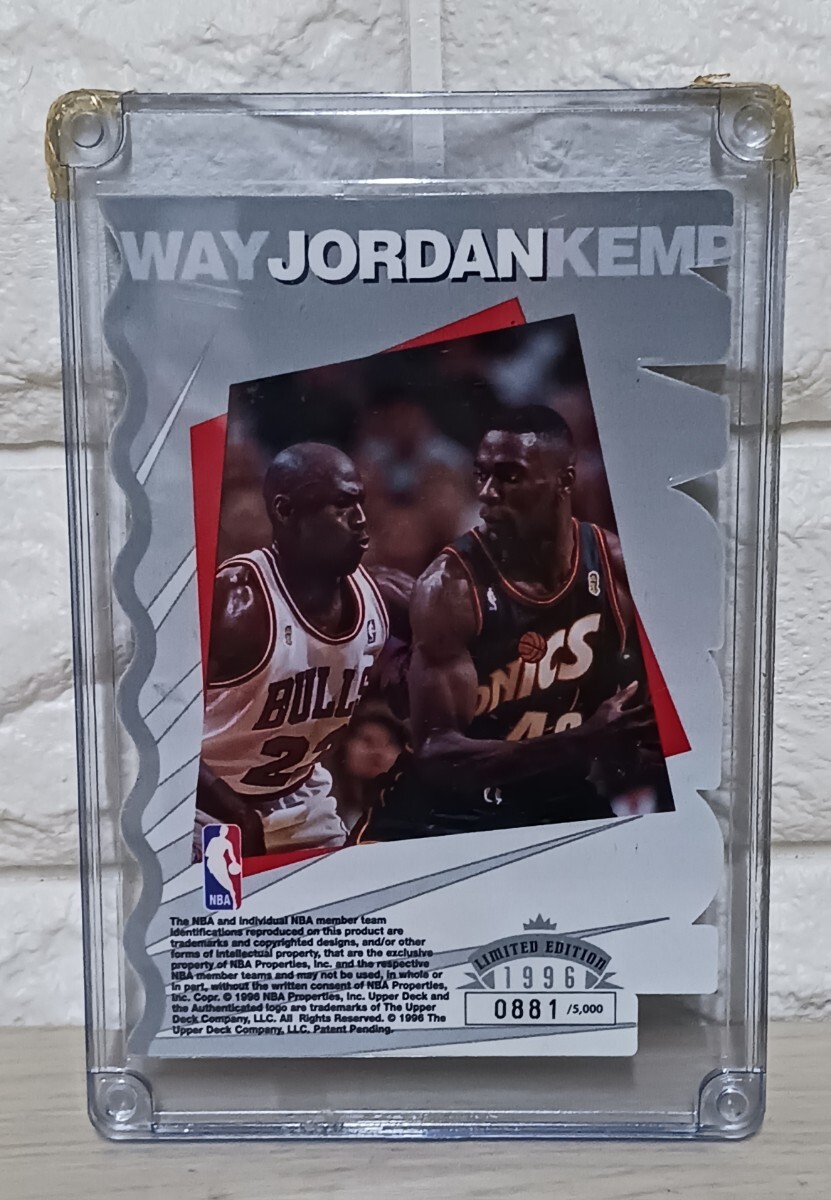 WAYJORDANKEMP
BULLS
23
ONICS
40
NBA
The NBA and individual NBA member team
identifications reproduced on this product are
trademarks and copyrighted designs, and/or other
forms of intellectual property, that are the exclusive
property of NBA Properties, Inc. and the respective
NBA member teams and may not be used, in whole or
in part, without the written consent of NBA Properties,
Inc. Copr. © 1996 NBA Properties, Inc. Upper Deck and
the Authenticated logo are trademarks of The Upper
Deck Company, LLC. All Rights Reserved. © 1996 The
Upper Deck Company, LLC. Patent Pending.
LIMITED EDITION
1996
0881 /5,000